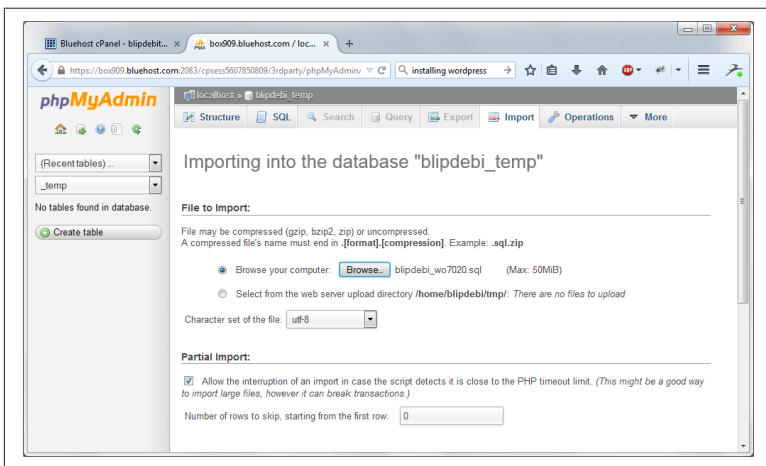 Bluehost cPanel - blipdebit...
box909.bluehost.com / loc...
https://box909.bluehost.com:2083/cpsess5607850809/3rdparty/phpMyAdmin/
installing wordpress
phpMyAdmin
(Recent tables) ...
_temp
No tables found in database.
Create table
localhost » blipdebi_temp
Structure SQL Search Query Export Import Operations More
Importing into the database "blipdebi_temp"
File to Import:
File may be compressed (gzip, bzip2, zip) or uncompressed.
A compressed file's name must end in .[format].[compression]. Example: .sql.zip
Browse your computer: Browse.. blipdebi_wo7020.sql (Max: 50MiB)
Select from the web server upload directory /home/blipdebi/tmp/: There are no files to upload
Character set of the file: utf-8
Partial Import:
Allow the interruption of an import in case the script detects it is close to the PHP timeout limit. (This might be a good way
to import large files, however it can break transactions.)
Number of rows to skip, starting from the first row: 0